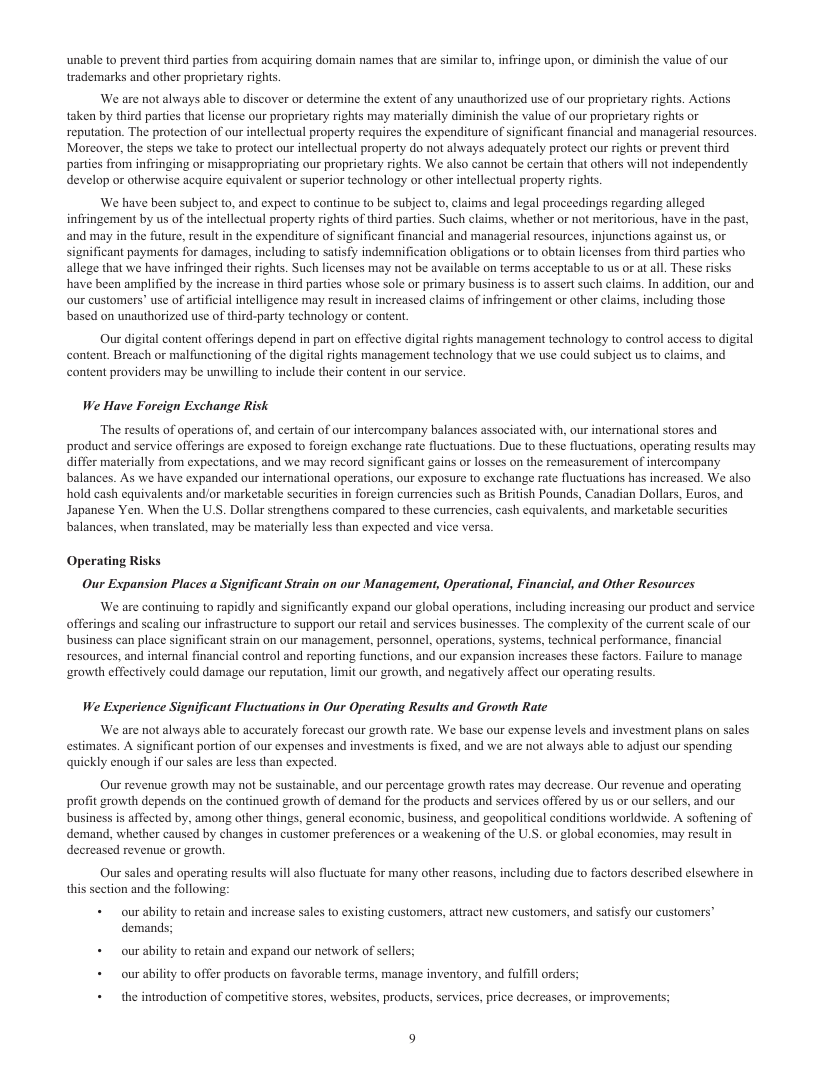 unable to prevent third parties from acquiring domain names that are similar to, infringe upon, or diminish the value of our
trademarks and other proprietary rights.
We are not always able to discover or determine the extent of any unauthorized use of our proprietary rights. Actions
taken by third parties that license our proprietary rights may materially diminish the value of our proprietary rights or
reputation. The protection of our intellectual property requires the expenditure of significant financial and managerial resources.
Moreover, the steps we take to protect our intellectual property do not always adequately protect our rights or prevent third
parties from infringing or misappropriating our proprietary rights. We also cannot be certain that others will not independently
develop or otherwise acquire equivalent or superior technology or other intellectual property rights.
We have been subject to, and expect to continue to be subject to, claims and legal proceedings regarding alleged
infringement by us of the intellectual property rights of third parties. Such claims, whether or not meritorious, have in the past,
and may in the future, result in the expenditure of significant financial and managerial resources, injunctions against us, or
significant payments for damages, including to satisfy indemnification obligations or to obtain licenses from third parties who
allege that we have infringed their rights. Such licenses may not be available on terms acceptable to us or at all. These risks
have been amplified by the increase in third parties whose sole or primary business is to assert such claims. In addition, our and
our customers’ use of artificial intelligence may result in increased claims of infringement or other claims, including those
based on unauthorized use of third-party technology or content.
Our digital content offerings depend in part on effective digital rights management technology to control access to digital
content. Breach or malfunctioning of the digital rights management technology that we use could subject us to claims, and
content providers may be unwilling to include their content in our service.
We Have Foreign Exchange Risk
The results of operations of, and certain of our intercompany balances associated with, our international stores and
product and service offerings are exposed to foreign exchange rate fluctuations. Due to these fluctuations, operating results may
differ materially from expectations, and we may record significant gains or losses on the remeasurement of intercompany
balances. As we have expanded our international operations, our exposure to exchange rate fluctuations has increased. We also
hold cash equivalents and/or marketable securities in foreign currencies such as British Pounds, Canadian Dollars, Euros, and
Japanese Yen. When the U.S. Dollar strengthens compared to these currencies, cash equivalents, and marketable securities
balances, when translated, may be materially less than expected and vice versa.
Operating Risks
Our Expansion Places a Significant Strain on our Management, Operational, Financial, and Other Resources
We are continuing to rapidly and significantly expand our global operations, including increasing our product and service
offerings and scaling our infrastructure to support our retail and services businesses. The complexity of the current scale of our
business can place significant strain on our management, personnel, operations, systems, technical performance, financial
resources, and internal financial control and reporting functions, and our expansion increases these factors. Failure to manage
growth effectively could damage our reputation, limit our growth, and negatively affect our operating results.
We Experience Significant Fluctuations in Our Operating Results and Growth Rate
We are not always able to accurately forecast our growth rate. We base our expense levels and investment plans on sales
estimates. A significant portion of our expenses and investments is fixed, and we are not always able to adjust our spending
quickly enough if our sales are less than expected.
Our revenue growth may not be sustainable, and our percentage growth rates may decrease. Our revenue and operating
profit growth depends on the continued growth of demand for the products and services offered by us or our sellers, and our
business is affected by, among other things, general economic, business, and geopolitical conditions worldwide. A softening of
demand, whether caused by changes in customer preferences or a weakening of the U.S. or global economies, may result in
decreased revenue or growth.
Our sales and operating results will also fluctuate for many other reasons, including due to factors described elsewhere in
this section and the following:
• our ability to retain and increase sales to existing customers, attract new customers, and satisfy our customers’
demands;
• our ability to retain and expand our network of sellers;
• our ability to offer products on favorable terms, manage inventory, and fulfill orders;
• the introduction of competitive stores, websites, products, services, price decreases, or improvements;
9